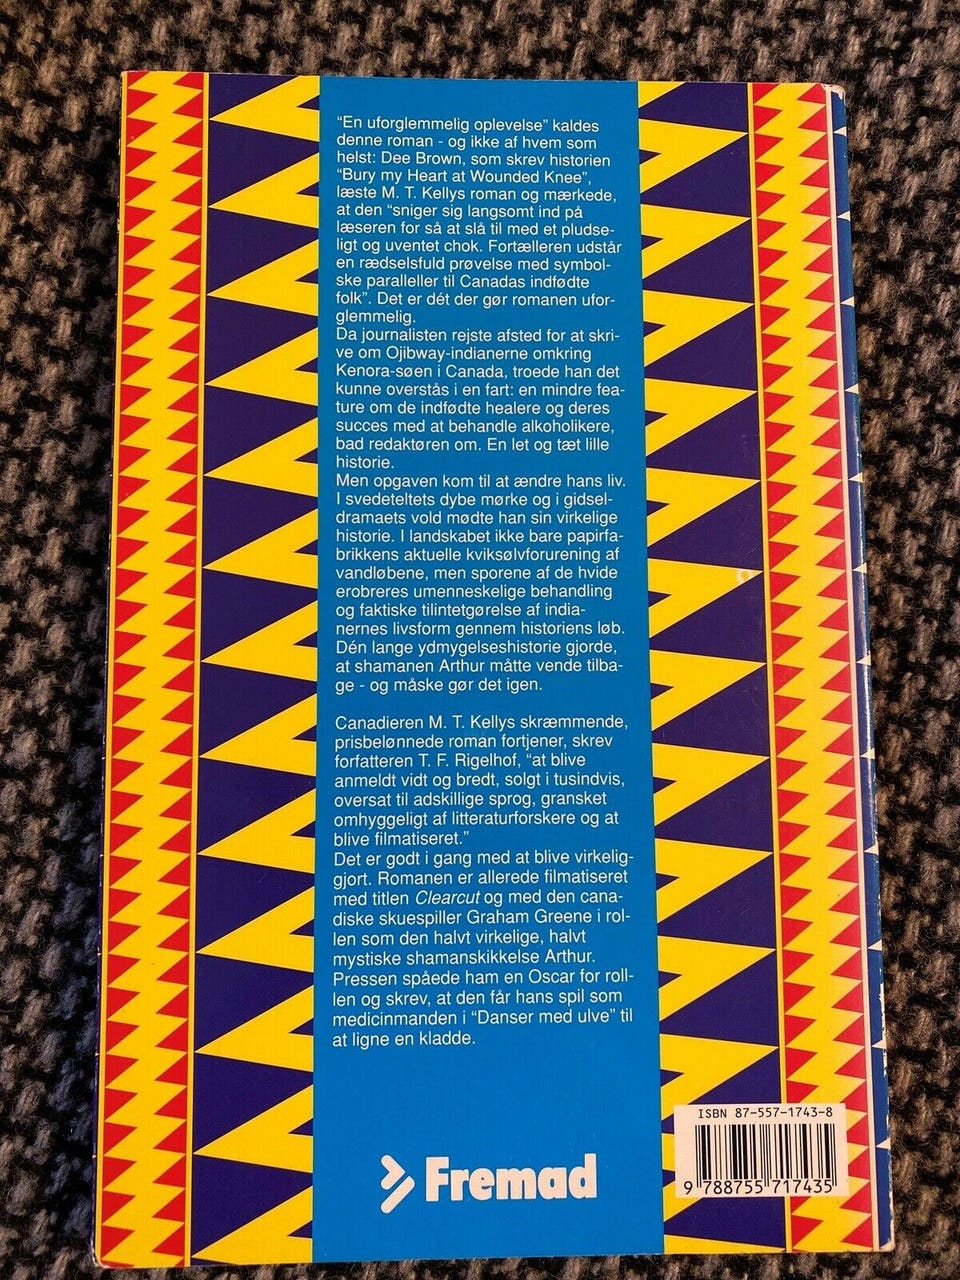 “En uforglemmelig oplevelse” kaldes
denne roman - og ikke af hvem som
helst: Dee Brown, som skrev historien
“Bury my Heart at Wounded Knee”,
læste M. T. Kellys roman og mærkede,
at den “sniger sig langsomt ind på
læseren for så at slå til med et pludse-
ligt og uventet chok. Fortælleren udstår
en rædselsfuld prøvelse med symbol-
ske paralleller til Canadas indfødte
folk”. Det er dét der gør romanen ufor-
glemmelig.
Da journalisten rejste afsted for at skri-
ve om Ojibway-indianerne omkring
Kenora-søen i Canada, troede han det
kunne overstås i en fart: en mindre fea-
ture om de indfødte healere og deres
succes med at behandle alkoholikere,
bad redaktøren om. En let og tæt lille
historie.
Men opgaven kom til at ændre hans liv.
I svedeteltets dybe mørke og i gidsel-
dramaets vold mødte han sin virkelige
historie. I landskabet ikke bare papirfa-
brikkens aktuelle kviksølvforurening af
vandløbene, men sporene af de hvide
erobreres umenneskelige behandling
og faktiske tilintetgørelse af india-
nernes livsform gennem historiens løb.
Dén lange ydmygelseshistorie gjorde,
at shamanen Arthur måtte vende tilba-
ge - og måske gør det igen.
Canadieren M. T. Kellys skræmmende,
prisbelønnede roman fortjener, skrev
forfatteren T. F. Rigelhof, “at blive
anmeldt vidt og bredt, solgt i tusindvis,
oversat til adskillige sprog, gransket
omhyggeligt af litteraturforskere og at
blive filmatiseret.”
Det er godt i gang med at blive virkelig-
gjort. Romanen er allerede filmatiseret
med titlen Clearcut og med den cana-
diske skuespiller Graham Greene i rol-
len som den halvt virkelige, halvt
mystiske shamanskikkelse Arthur.
Pressen spåede ham en Oscar for rol-
len og skrev, at den får hans spil som
medicinmanden i “Danser med ulve” til
at ligne en kladde.
Fremad
ISBN 87-557-1743-8
9 788755 717435